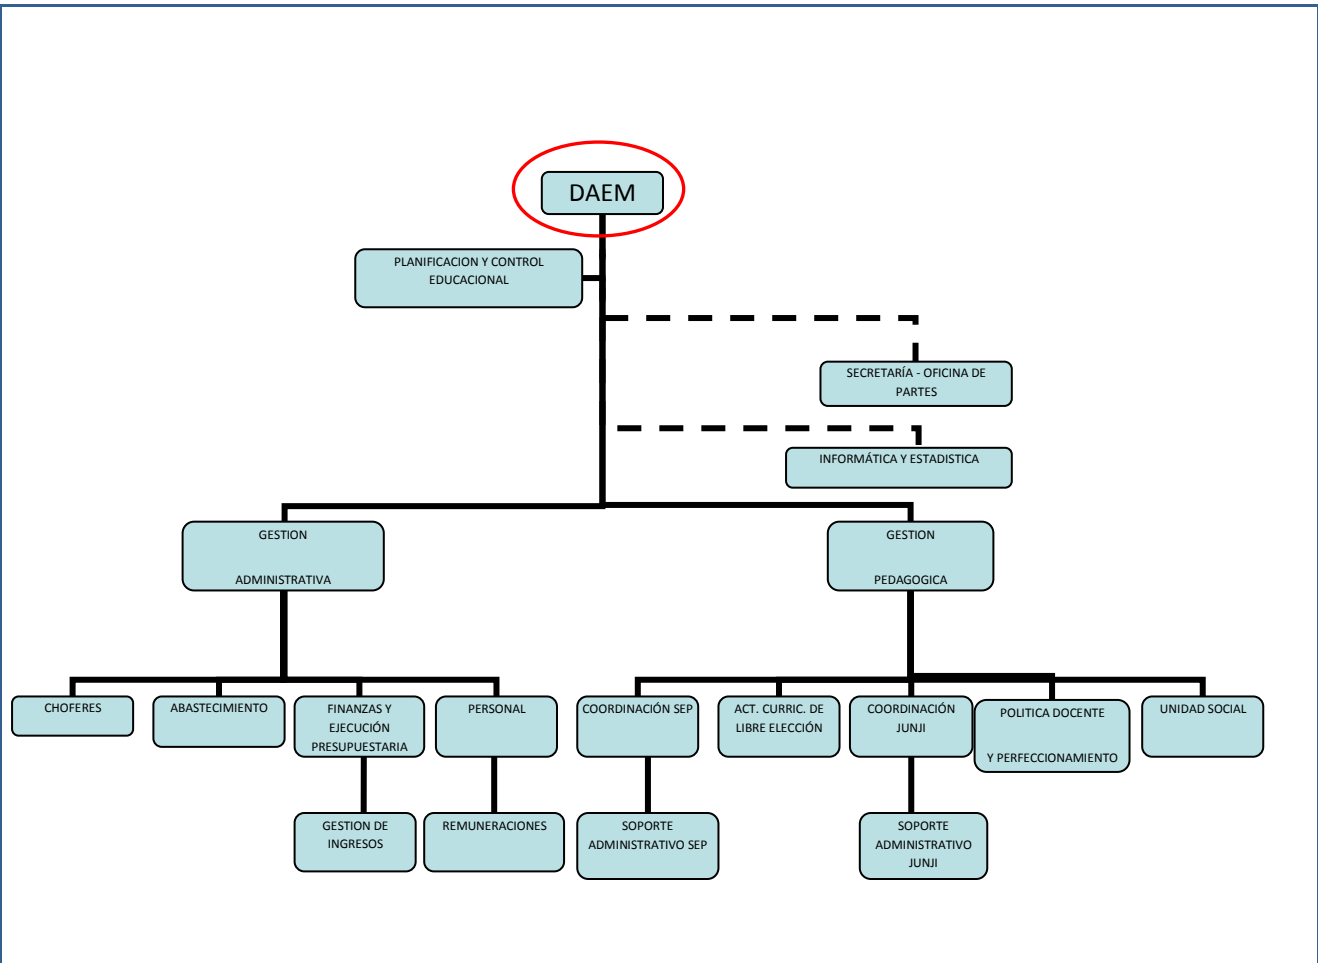 DAEM
PLANIFICACION Y CONTROL
EDUCACIONAL
SECRETARÍA - OFICINA DE
PARTES
INFORMÁTICA Y ESTADISTICA
GESTION
ADMINISTRATIVA
GESTION
PEDAGOGICA
CHOFERES
ABASTECIMIENTO
FINANZAS Y
EJECUCIÓN
PRESUPUESTARIA
PERSONAL
COORDINACIÓN SEP
ACT. CURRIC. DE
LIBRE ELECCIÓN
COORDINACIÓN
JUNJI
POLITICA DOCENTE
Y PERFECCIONAMIENTO
UNIDAD SOCIAL
GESTION DE
INGRESOS
REMUNERACIONES
SOPORTE
ADMINISTRATIVO SEP
SOPORTE
ADMINISTRATIVO
JUNJI